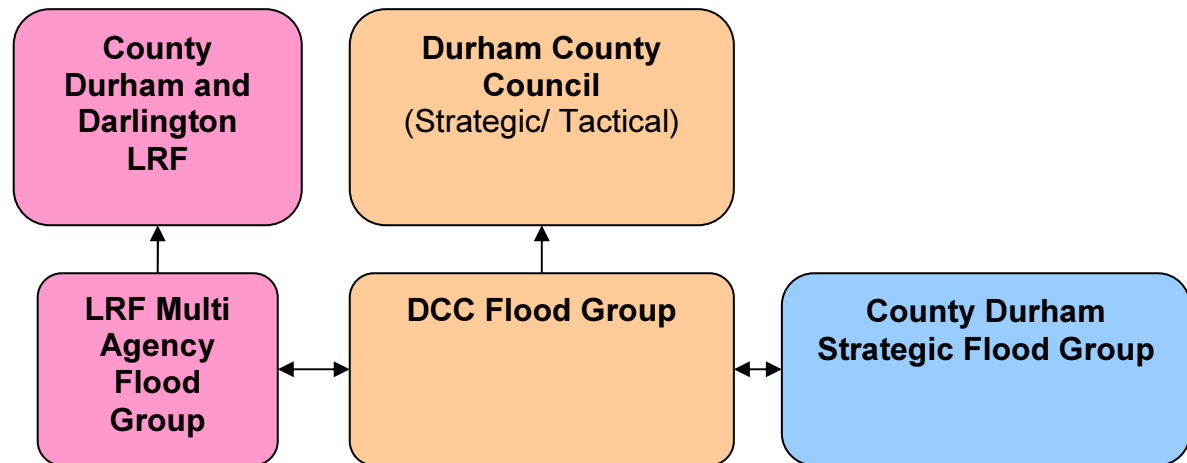 County
Durham and
Darlington
LRF
Durham County
Council
(Strategic/ Tactical)
LRF Multi
Agency
Flood
Group
DCC Flood Group
County Durham
Strategic Flood Group